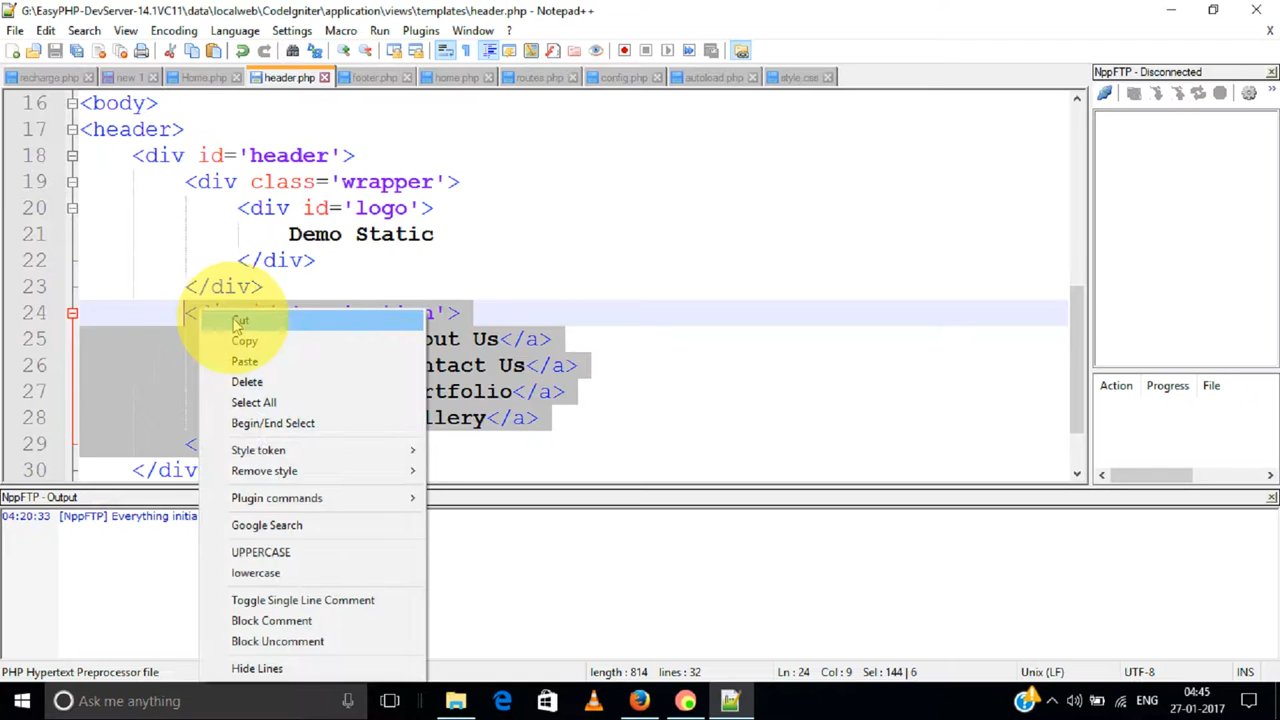 G:\EasyPHP-DevServer-14.1VC11\data\localweb\CodeIgniter\application\views\templates\header.php - Notepad++
File Edit Search View Encoding Language Settings Macro Run Plugins Window ? X
recharge.php new 1 Home.php header.php footer.php home.php routes.php config.php autoload.php style.css
NppFTP - Disconnected
16 <body>
17 <header>
18 <div id='header'>
19 <div class='wrapper'>
20 <div id='logo'>
21 Demo Static
22 </div>
23 </div>
24 < n'>
25 out Us</a>
26 ntact Us</a>
27 rtfolio</a>
28 llery</a>
29 <
30 </div
Cut
Copy
Paste
Delete
Select All
Begin/End Select
Style token
Remove style
Plugin commands
Google Search
UPPERCASE
lowercase
Toggle Single Line Comment
Block Comment
Block Uncomment
Hide Lines
Action Progress File
NppFTP - Output
04:20:33 [NppFTP] Everything initia
PHP Hypertext Preprocessor file length : 814 lines : 32 Ln : 24 Col : 9 Sel : 144 | 6 Unix (LF) UTF-8 INS
Ask me anything ENG 04:45
27-01-2017